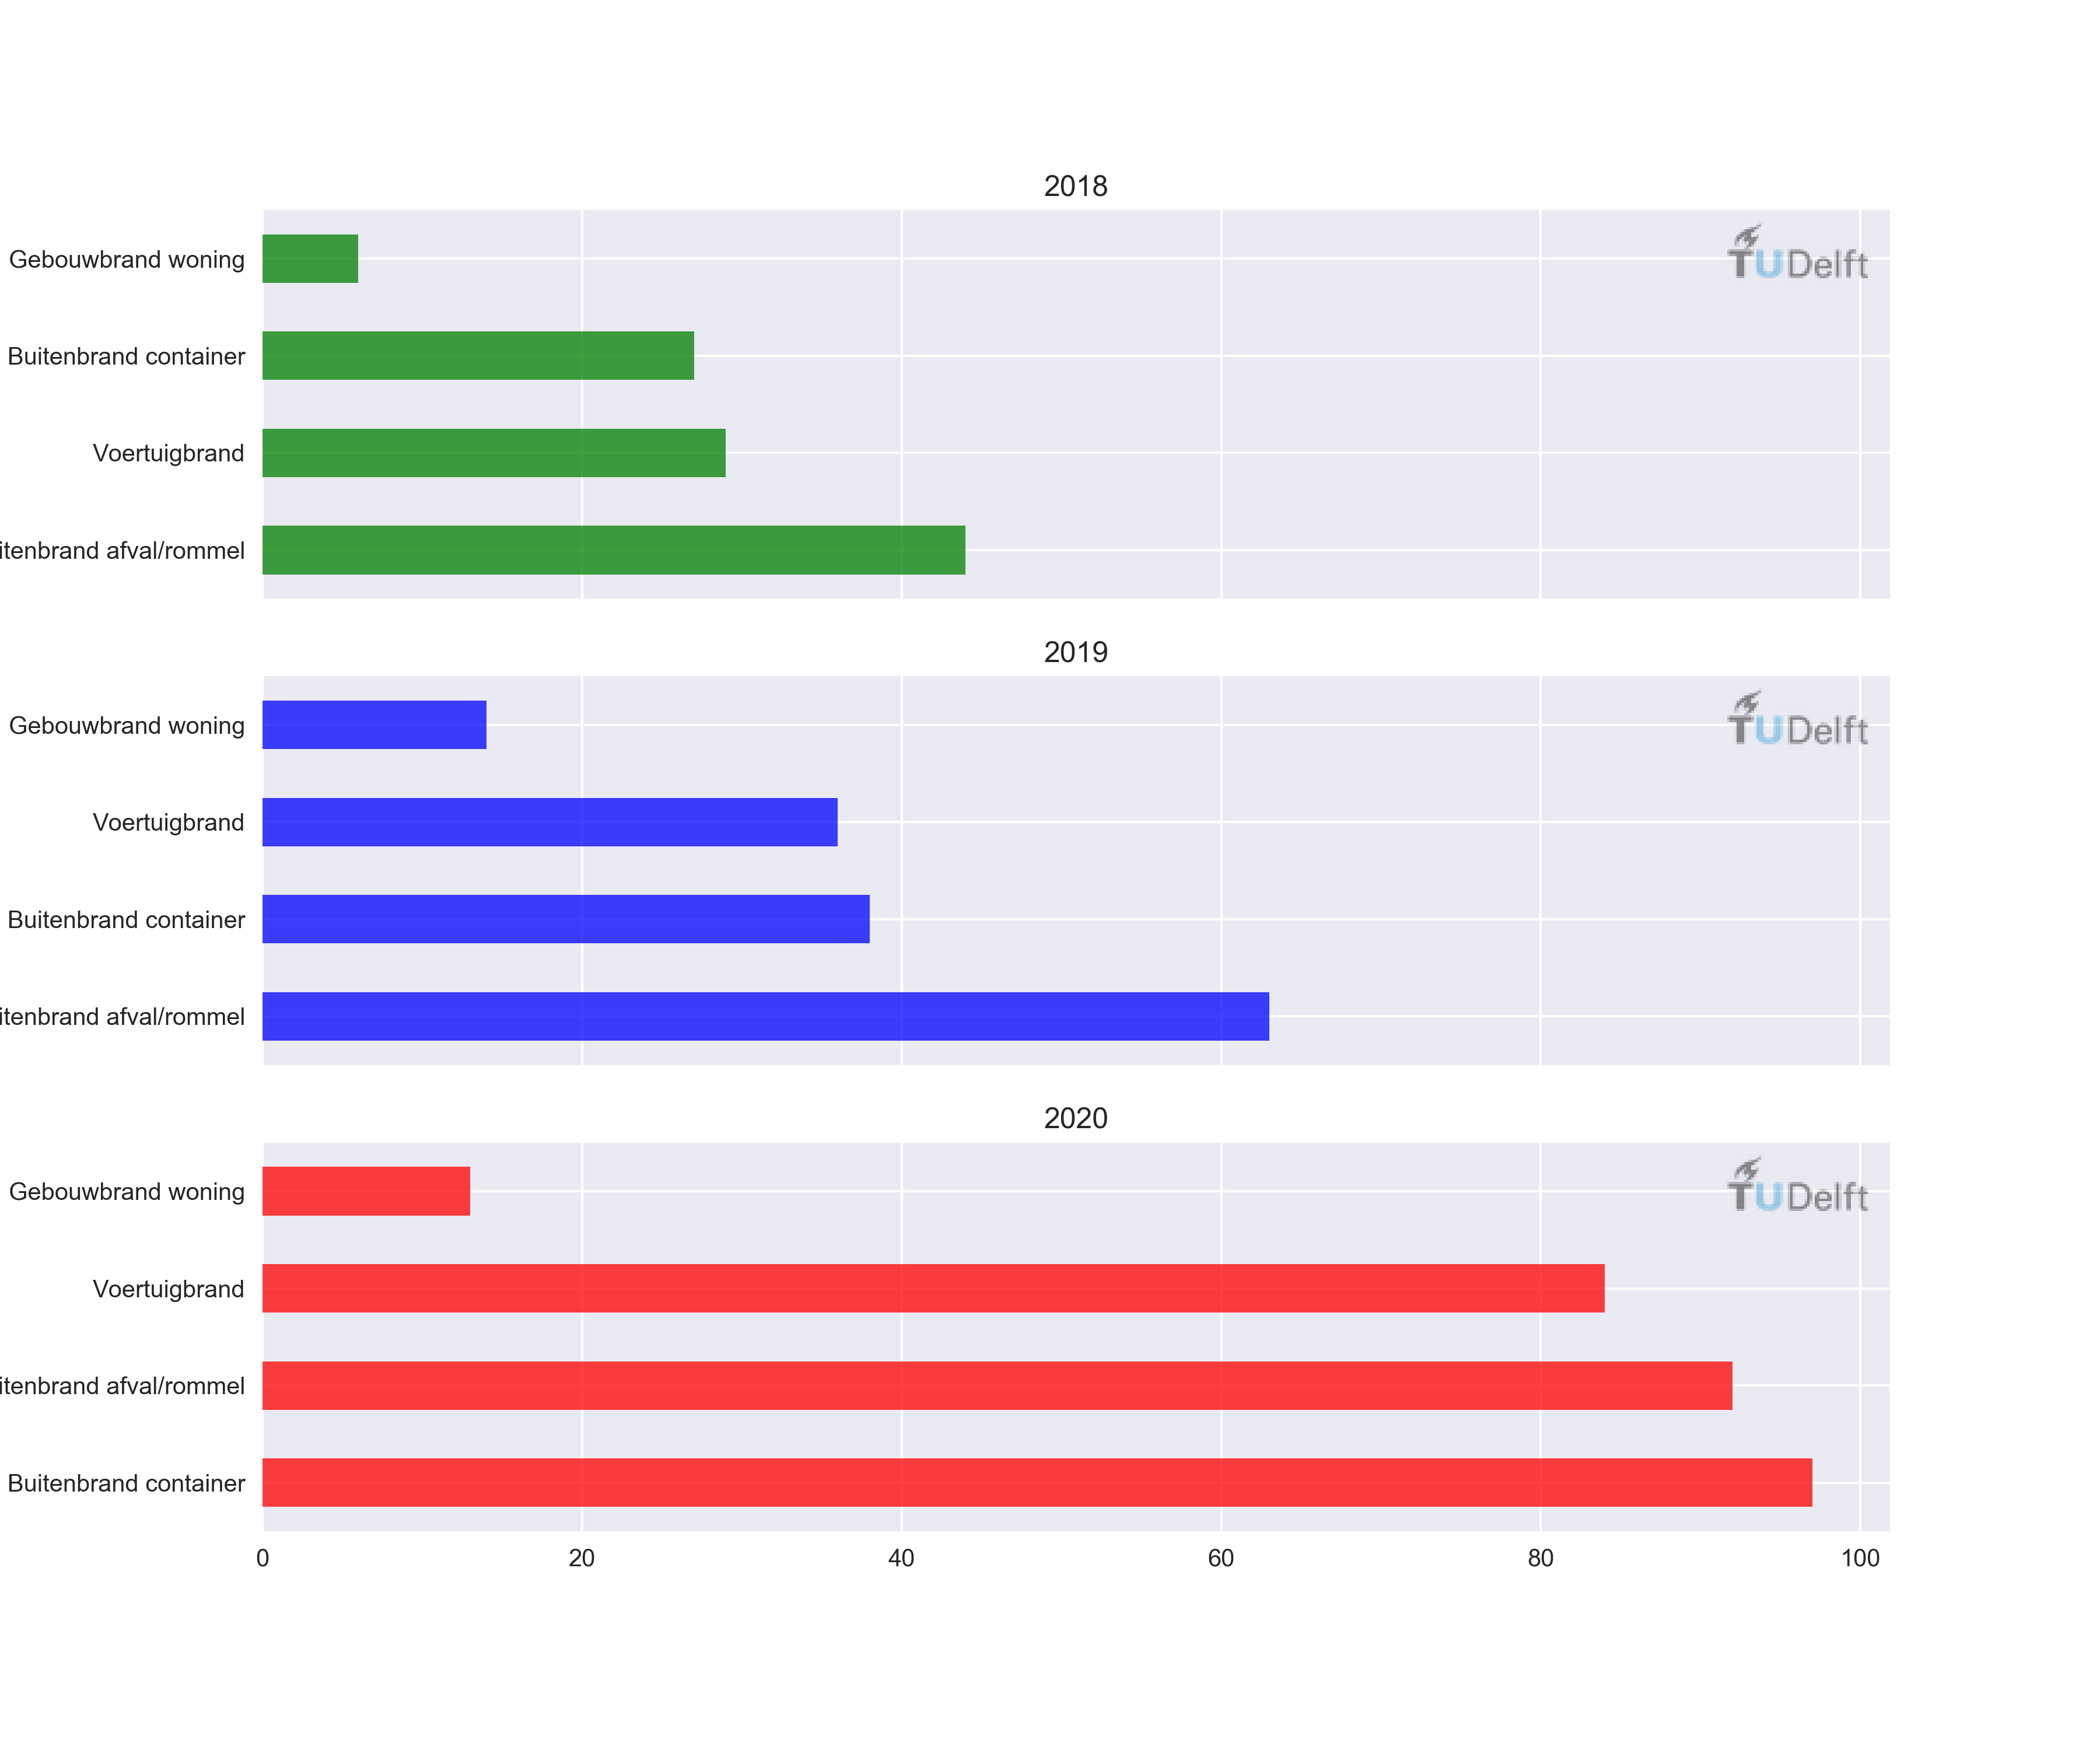 2018
Gebouwbrand woning
TUDelft
Buitenbrand container
Voertuigbrand
itenbrand afval/rommel
2019
Gebouwbrand woning
TUDelft
Voertuigbrand
Buitenbrand container
itenbrand afval/rommel
2020
Gebouwbrand woning
TUDelft
Voertuigbrand
itenbrand afval/rommel
Buitenbrand container
0 20 40 60 80 100